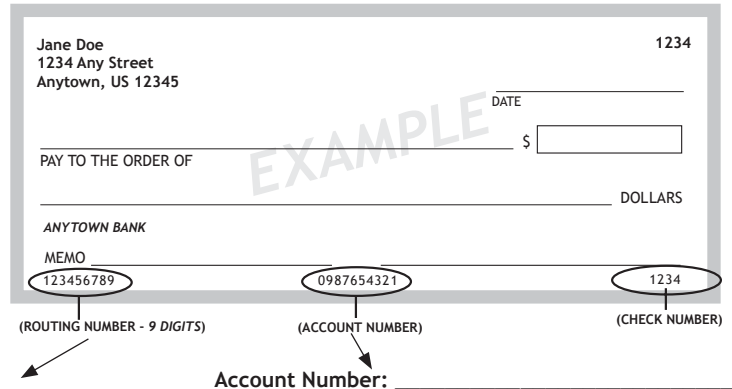 Jane Doe 1234
1234 Any Street
Anytown, US 12345
DATE
EXAMPLE
$
PAY TO THE ORDER OF
DOLLARS
ANYTOWN BANK
MEMO
123456789 0987654321 1234
(ROUTING NUMBER - 9 DIGITS) (ACCOUNT NUMBER) (CHECK NUMBER)
Account Number: